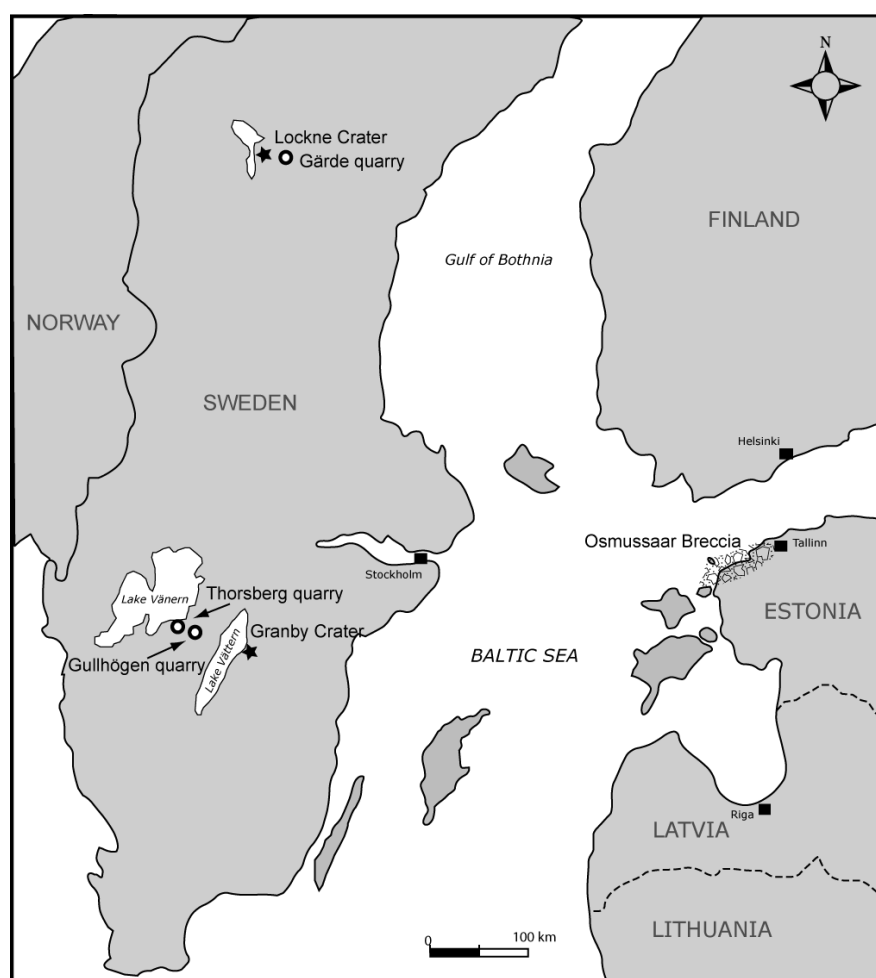 N
Lockne Crater
Gärde quarry
FINLAND
Gulf of Bothnia
NORWAY
SWEDEN
Helsinki
Osmussaar Breccia
Tallinn
Stockholm
Lake Vänern
Thorsberg quarry
ESTONIA
Granby Crater
Gullhögen quarry
Lake Vättern
BALTIC SEA
Riga
LATVIA
LITHUANIA
0 100 km